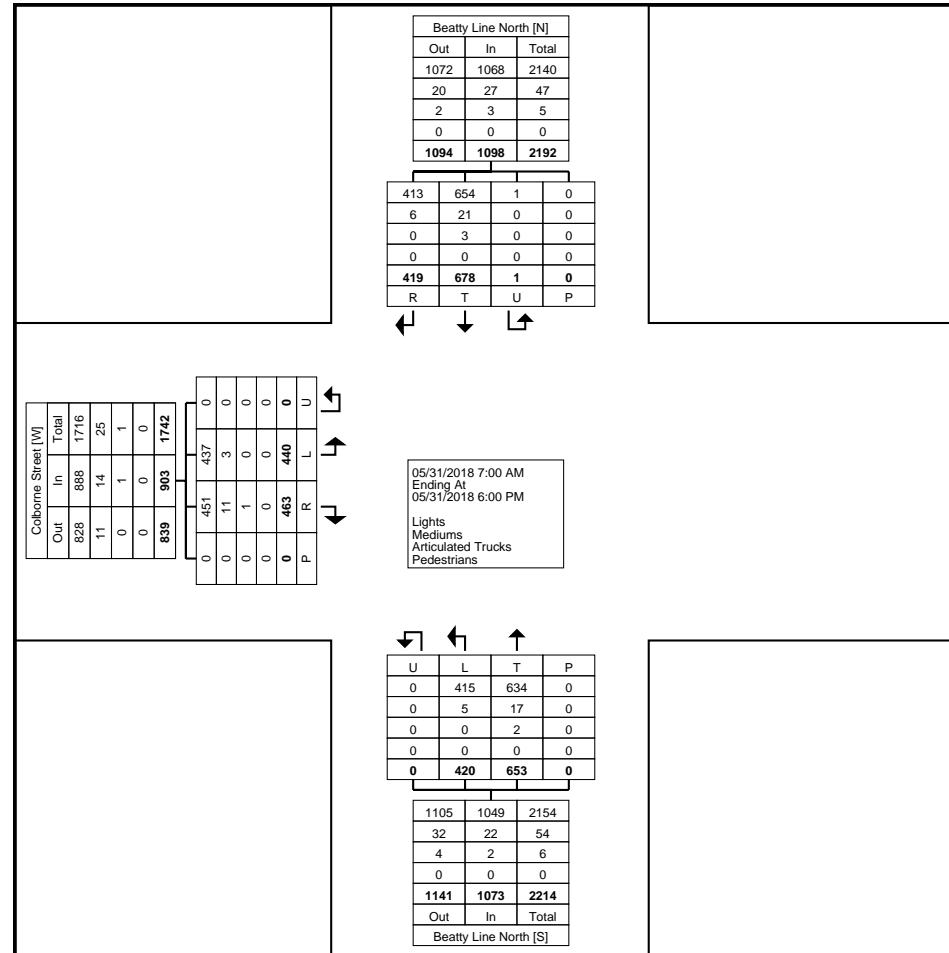 Beatty Line North [N]
Out In Total
1072 1068 2140
20 27 47
2 3 5
0 0 0
1094 1098 2192
413 654 1 0
6 21 0 0
0 3 0 0
0 0 0 0
419 678 1 0
R T U P
Colborne Street [W]
Out In Total
828 888 1716
11 14 25
0 1 1
0 0 0
839 903 1742
0 451 437 0
0 11 3 0
0 1 0 0
0 0 0 0
0 463 440 0
P R L U
05/31/2018 7:00 AM
Ending At
05/31/2018 6:00 PM
Lights
Mediums
Articulated Trucks
Pedestrians
U L T P
0 415 634 0
0 5 17 0
0 0 2 0
0 0 0 0
0 420 653 0
1105 1049 2154
32 22 54
4 2 6
0 0 0
1141 1073 2214
Out In Total
Beatty Line North [S]